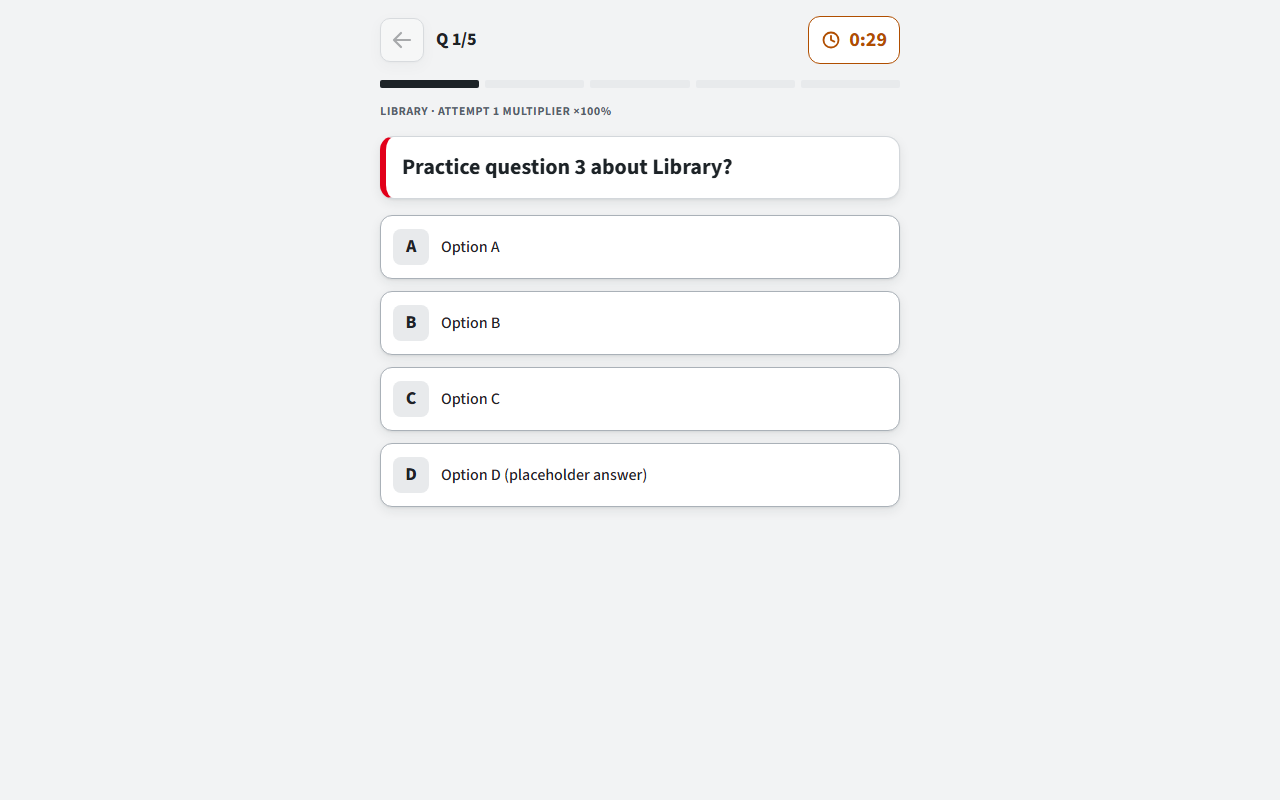 Q 1/5
0:29
LIBRARY · ATTEMPT 1 MULTIPLIER ×100%
Practice question 3 about Library?
A Option A
B Option B
C Option C
D Option D (placeholder answer)